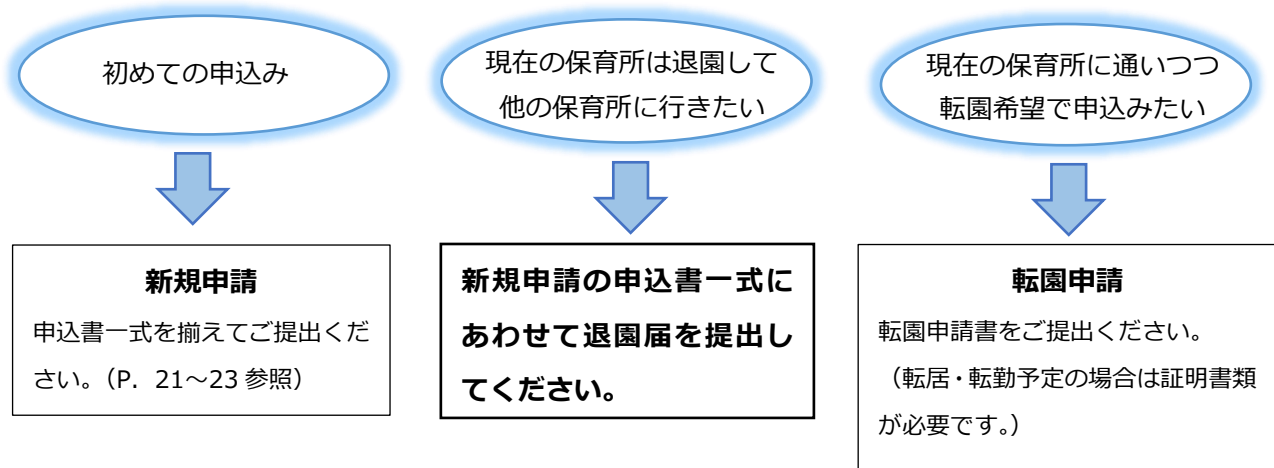 初めての申込み
現在の保育所は退園して
他の保育所に行きたい
現在の保育所に通いつつ
転園希望で申込みたい
新規申請
申込書一式を揃えてご提出くだ
さい。（P．21～23 参照）
新規申請の申込書一式に
あわせて退園届を提出し
てください。
転園申請
転園申請書をご提出ください。
（転居・転勤予定の場合は証明書類
が必要です。）